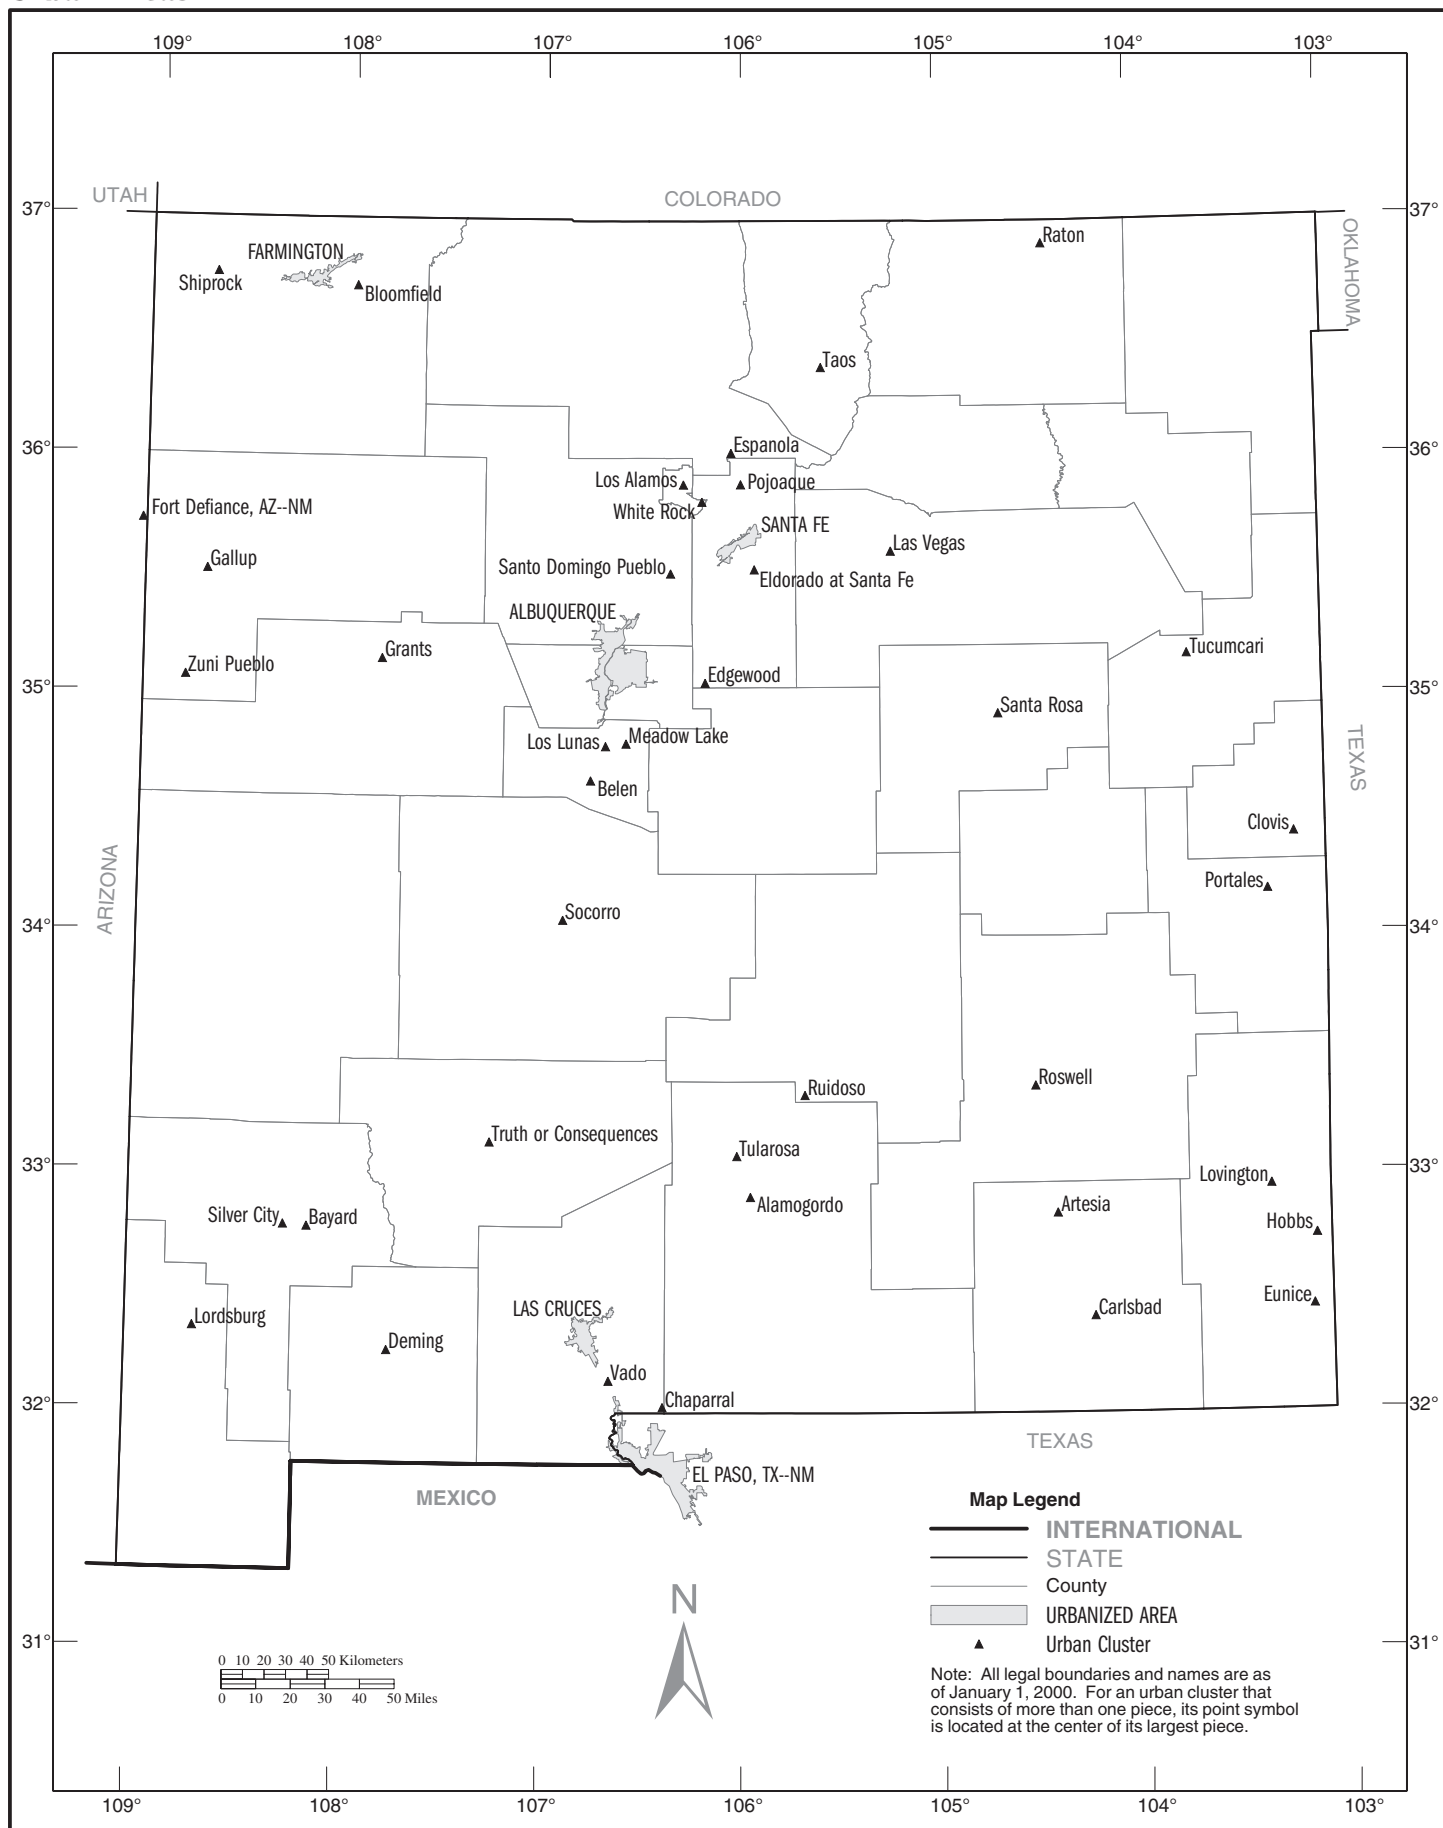 109°
108°
107°
106°
105°
104°
103°
UTAH
COLORADO
37°
37°
OKLAHOMA
Raton
FARMINGTON
Shiprock
Bloomfield
Taos
36°
36°
Espanola
Los Alamos
Pojoaque
Fort Defiance, AZ--NM
White Rock
SANTA FE
Las Vegas
Gallup
Santo Domingo Pueblo
Eldorado at Santa Fe
ALBUQUERQUE
Tucumcari
Grants
Zuni Pueblo
Edgewood
35°
35°
Santa Rosa
Los Lunas
Meadow Lake
TEXAS
Belen
Clovis
ARIZONA
Portales
Socorro
34°
34°
Roswell
Ruidoso
Truth or Consequences
Tularosa
33°
33°
Lovington
Alamogordo
Artesia
Silver City
Bayard
Hobbs
Eunice
Carlsbad
LAS CRUCES
Lordsburg
Deming
Vado
32°
32°
Chaparral
TEXAS
EL PASO, TX--NM
MEXICO
Map Legend
INTERNATIONAL
STATE
County
URBANIZED AREA
Urban Cluster
N
31°
31°
0 10 20 30 40 50 Kilometers
0 10 20 30 40 50 Miles
Note: All legal boundaries and names are as
of January 1, 2000. For an urban cluster that
consists of more than one piece, its point symbol
is located at the center of its largest piece.
109°
108°
107°
106°
105°
104°
103°